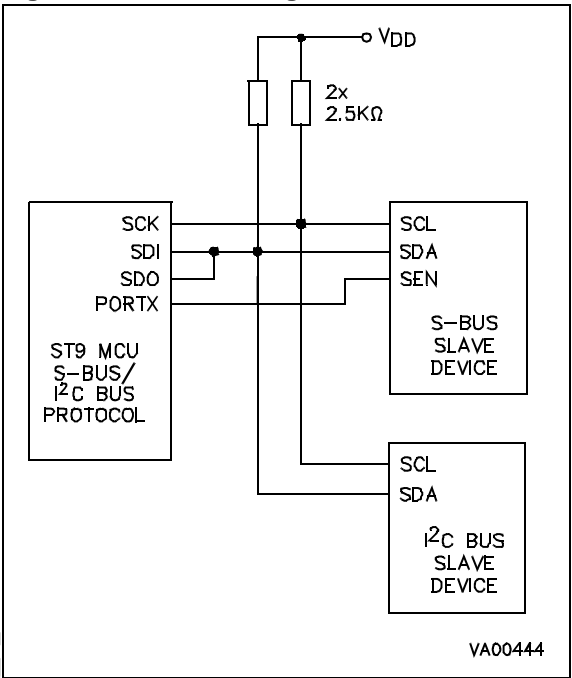 VDD
2x
2.5KΩ
SCK
SDI
SDO
PORTX
ST9 MCU
S-BUS/
I2C BUS
PROTOCOL
SCL
SDA
SEN
S-BUS
SLAVE
DEVICE
SCL
SDA
I2C BUS
SLAVE
DEVICE
VA00444